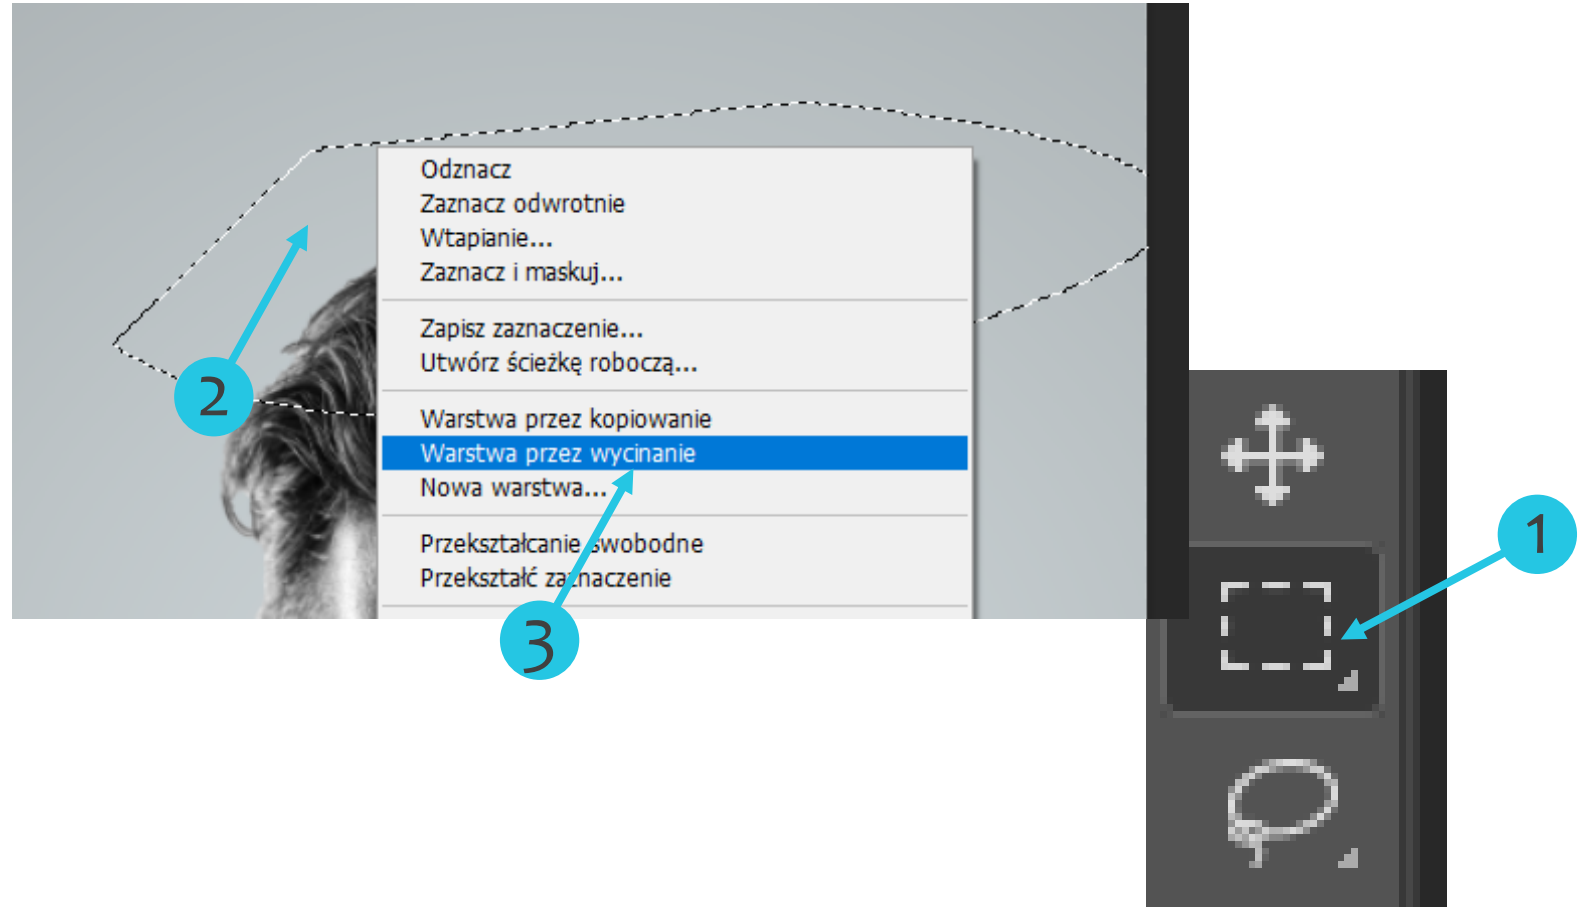 Odznacz
Zaznacz odwrotnie
Wtapianie...
Zaznacz i maskuj...
Zapisz zaznaczenie...
Utwórz ścieżkę roboczą...
2
Warstwa przez kopiowanie
Warstwa przez wycinanie
Nowa warstwa...
1
Przekształcanie swobodne
Przekształć zaznaczenie
3